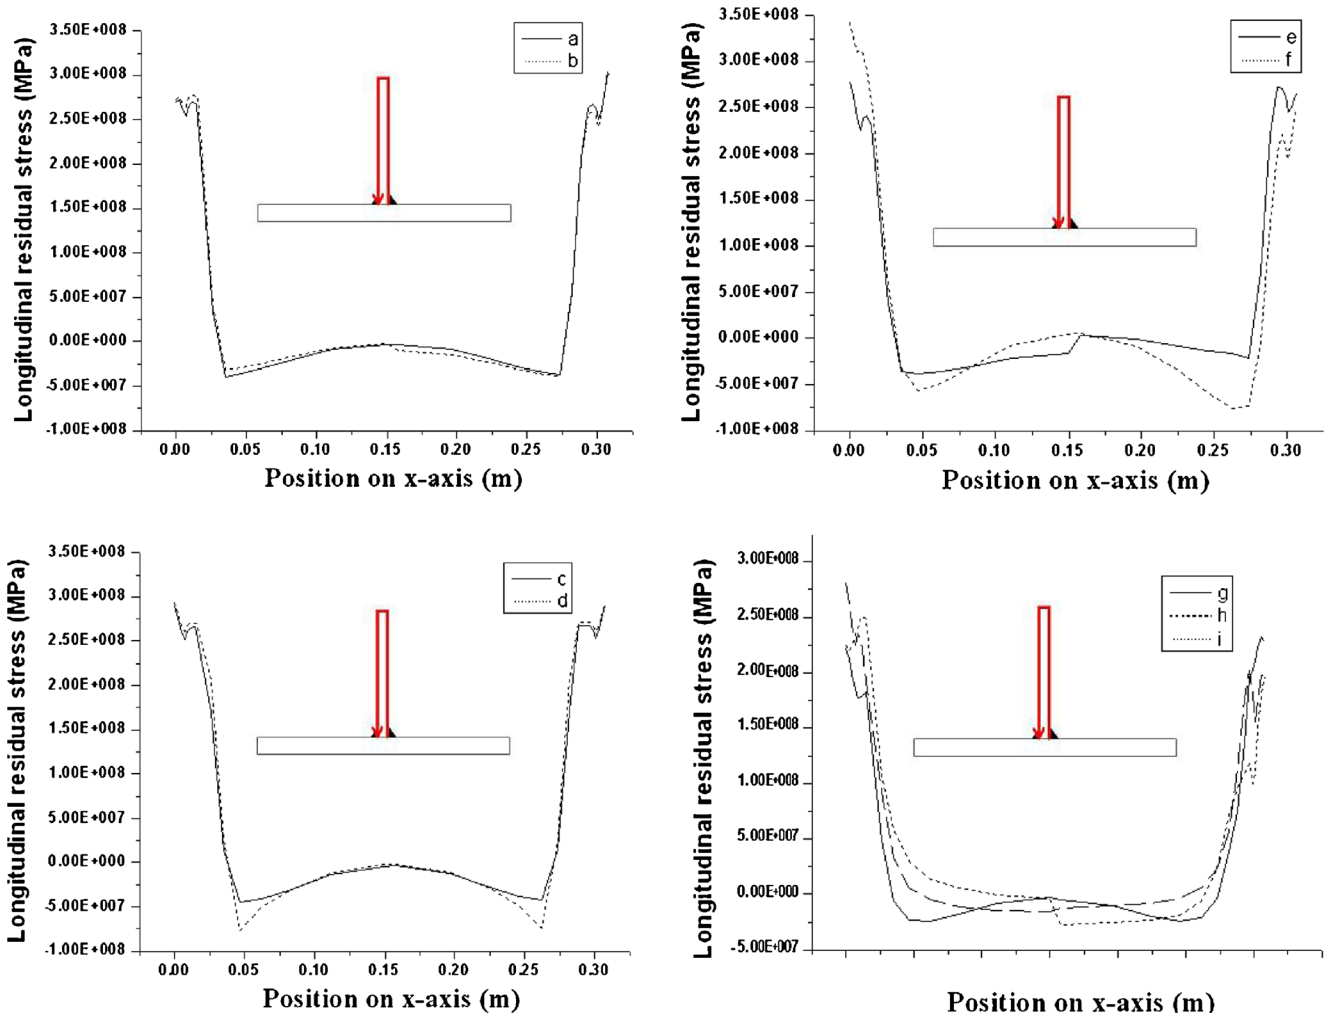 Longitudinal residual stress (MPa)
3.50E+008
3.00E+008
2.50E+008
2.00E+008
1.50E+008
1.00E+008
5.00E+007
0.00E+000
-5.00E+007
-1.00E+008
a
b
0.00 0.05 0.10 0.15 0.20 0.25 0.30
Position on x-axis (m)
Longitudinal residual stress (MPa)
3.50E+008
3.00E+008
2.50E+008
2.00E+008
1.50E+008
1.00E+008
5.00E+007
0.00E+000
-5.00E+007
-1.00E+008
e
f
0.00 0.05 0.10 0.15 0.20 0.25 0.30
Position on x-axis (m)
Longitudinal residual stress (MPa)
3.50E+008
3.00E+008
2.50E+008
2.00E+008
1.50E+008
1.00E+008
5.00E+007
0.00E+000
-5.00E+007
-1.00E+008
c
d
0.00 0.05 0.10 0.15 0.20 0.25 0.30
Position on x-axis (m)
Longitudinal residual stress (MPa)
3.00E+008
2.50E+008
2.00E+008
1.50E+008
1.00E+008
5.00E+007
0.00E+000
-5.00E+007
g
h
i
Position on x-axis (m)